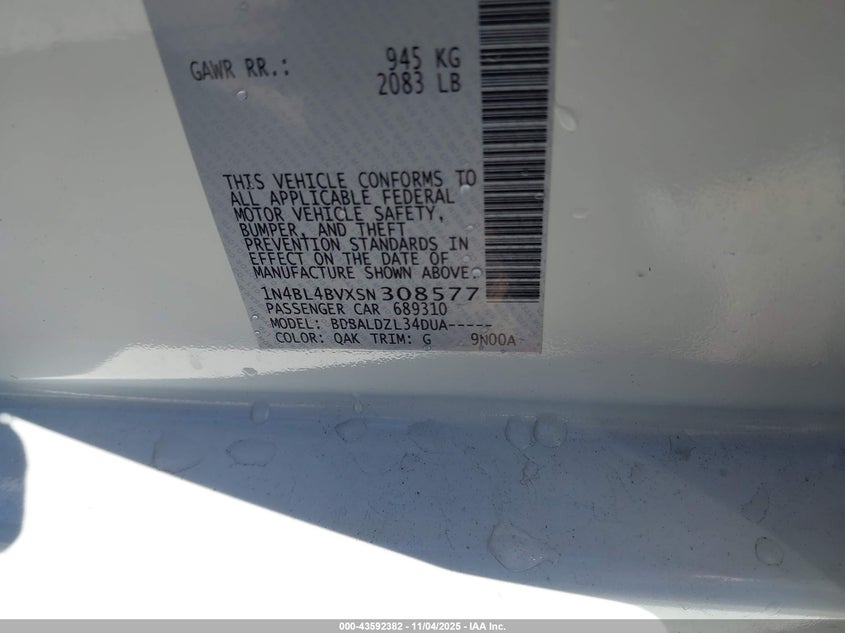 GAWR RR.: 945 KG
2083 LB
THIS VEHICLE CONFORMS TO
ALL APPLICABLE FEDERAL
MOTOR VEHICLE SAFETY,
BUMPER, AND THEFT
PREVENTION STANDARDS IN
EFFECT ON THE DATE OF
MANUFACTURE SHOWN ABOVE
1N4BL4BVXSN308577
PASSENGER CAR 689310
MODEL: BDBALDZL34DUA-----
COLOR: QAK TRIM: G 9N00A
000-43592382 - 11/04/2025 - IAA Inc.